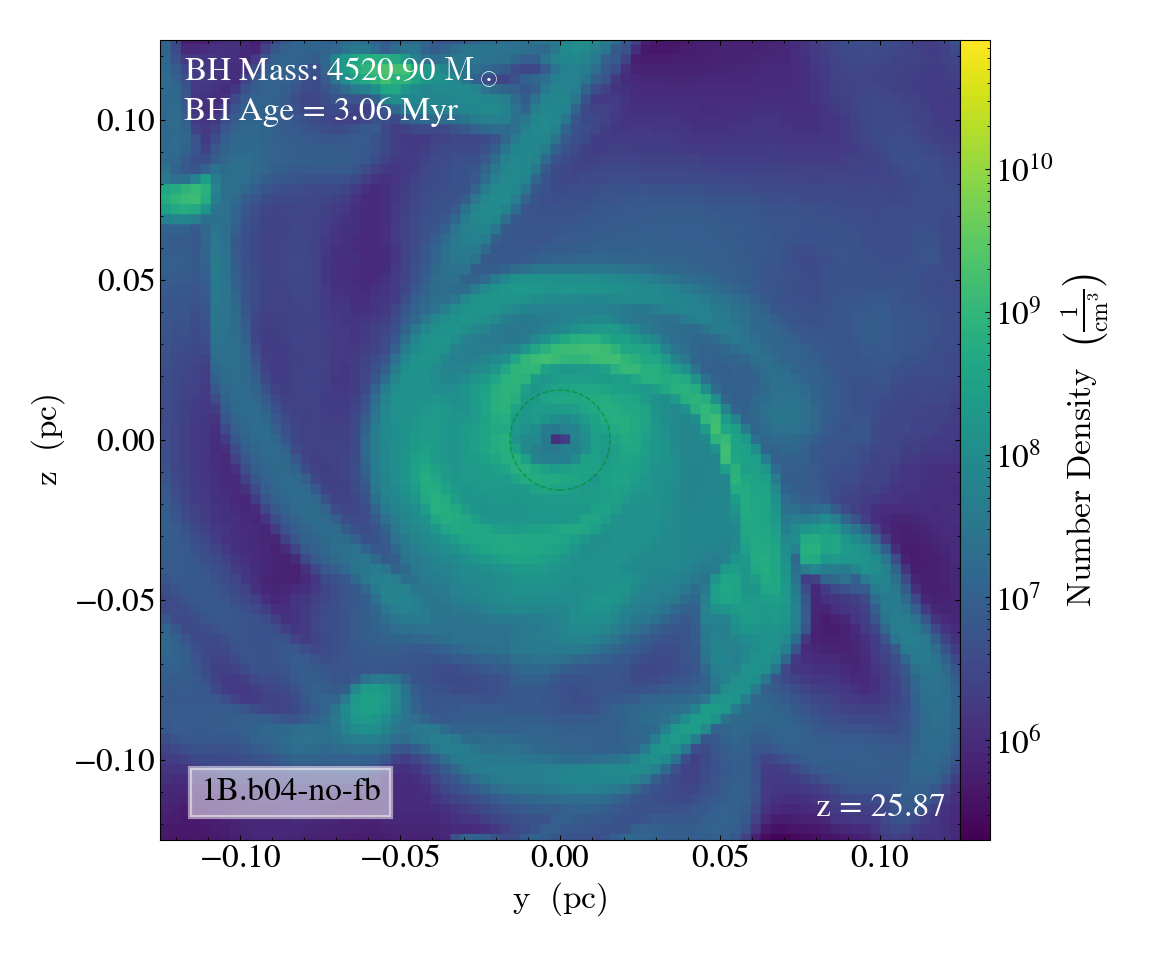 BH Mass: 4520.90 M⊙
BH Age = 3.06 Myr
0.10
0.05
0.00
−0.05
−0.10
z (pc)
1B.b04-no-fb
z = 25.87
−0.10 −0.05 0.00 0.05 0.10
y (pc)
10¹⁰
10⁹
10⁸
10⁷
10⁶
Number Density (1/cm³)